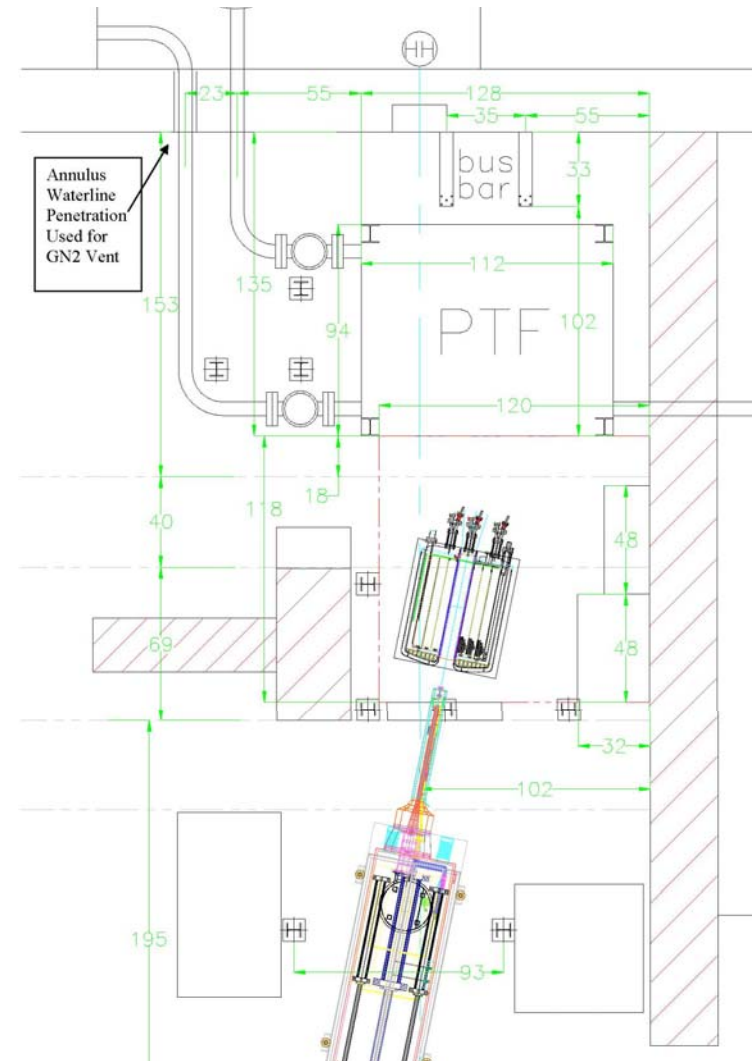 HH
23
55
128
35
55
bus
bar
33
Annulus
Waterline
Penetration
Used for
GN2 Vent
153
135
112
94
PTF
102
120
18
118
40
48
69
48
32
102
195
93